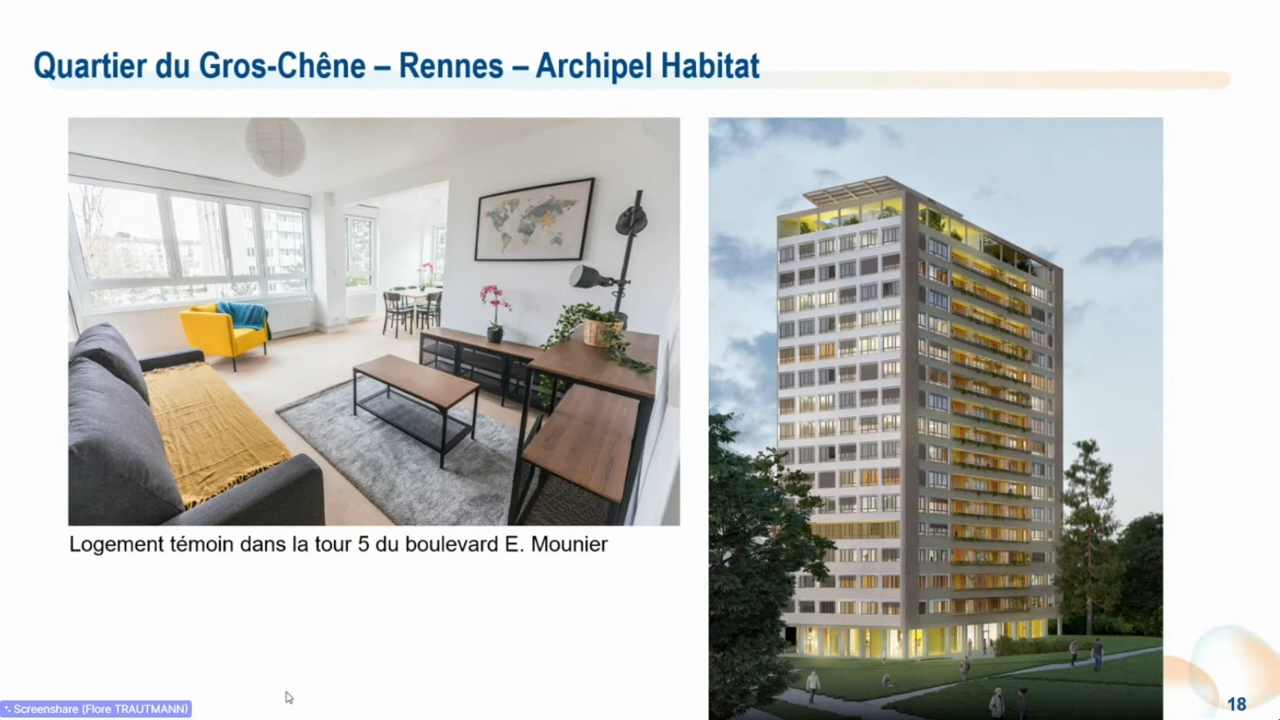 Quartier du Gros-Chêne – Rennes – Archipel Habitat
Logement témoin dans la tour 5 du boulevard E. Mounier
Screenshare (Flore TRAUTMANN)
18